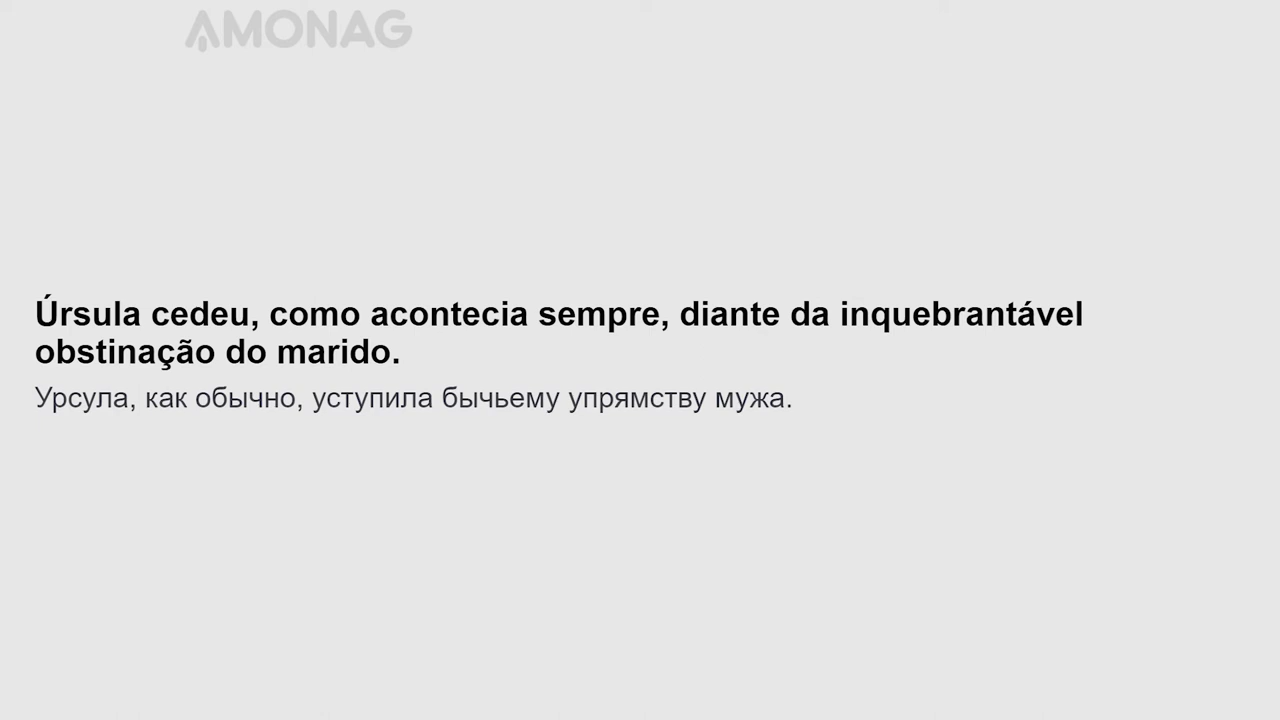 AMONAG
Úrsula cedeu, como acontecia sempre, diante da inquebrantável
obstinação do marido.
Урсула, как обычно, уступила бычьему упрямству мужа.